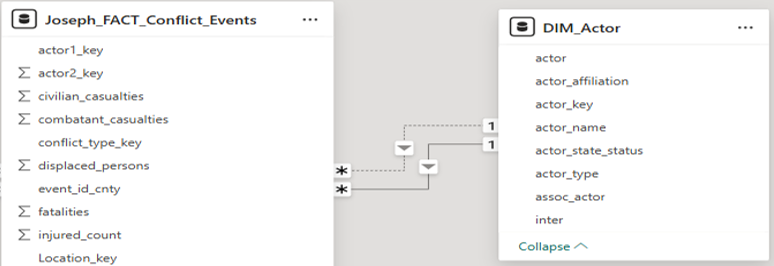 Joseph_FACT_Conflict_Events ...
actor1_key
Σ actor2_key
Σ civilian_casualties
Σ combatant_casualties
conflict_type_key
Σ displaced_persons
event_id_cnty
Σ fatalities
Σ injured_count
Location_key
1
1
*
*
DIM_Actor ...
actor
actor_affiliation
actor_key
actor_name
actor_state_status
actor_type
assoc_actor
inter
Collapse